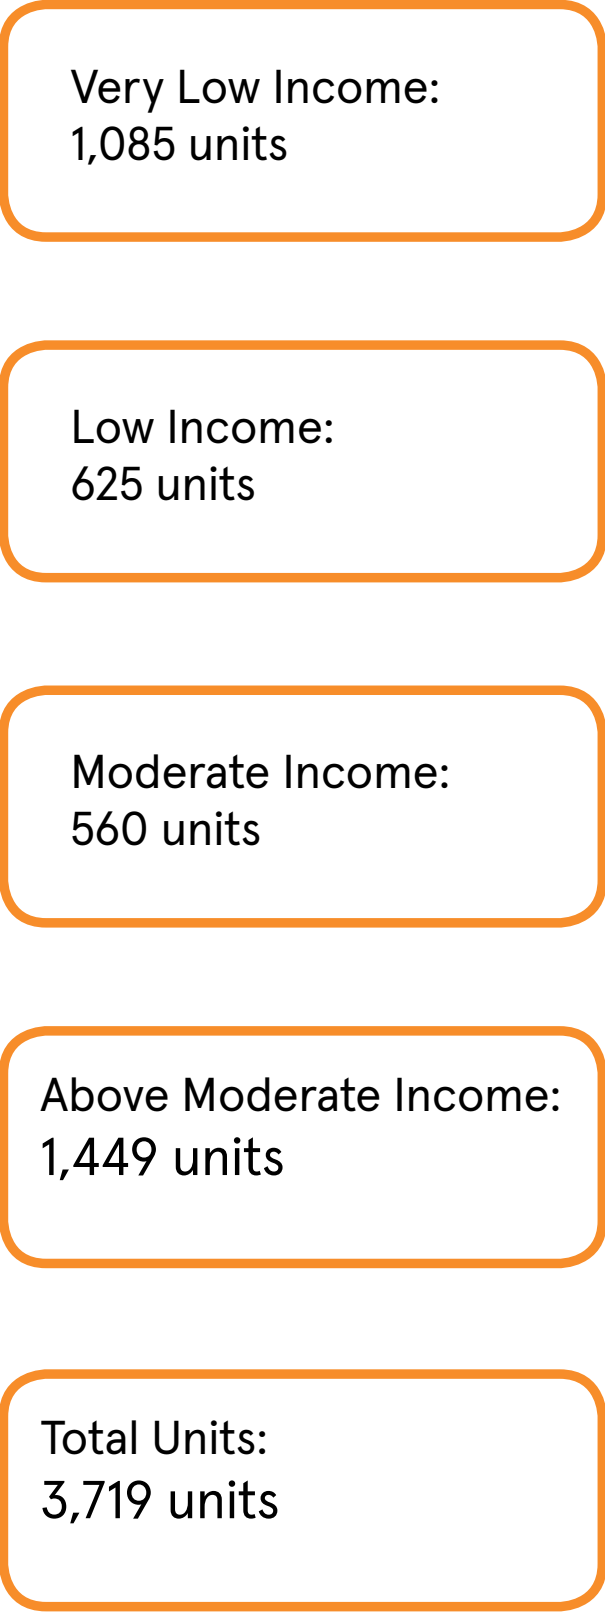 Very Low Income:
1,085 units
Low Income:
625 units
Moderate Income:
560 units
Above Moderate Income:
1,449 units
Total Units:
3,719 units